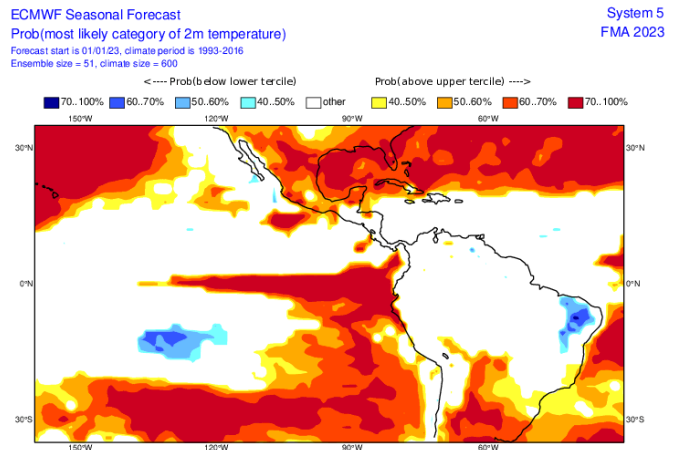 ECMWF Seasonal Forecast
System 5
Prob(most likely category of 2m temperature)
FMA 2023
Forecast start is 01/01/23, climate period is 1993-2016
Ensemble size = 51, climate size = 600
<---- Prob(below lower tercile)
Prob(above upper tercile) ---->
70..100% 60..70% 50..60% 40..50% other 40..50% 50..60% 60..70% 70..100%
150°W 120°W 90°W 60°W
30°N 30°N
0°N 0°N
30°S 30°S
150°W 120°W 90°W 60°W